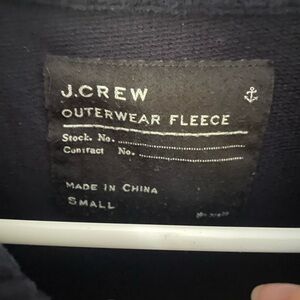 J.CREW
OUTERWEAR FLEECE
Stock. No.
Contract No.
MADE IN CHINA
SMALL